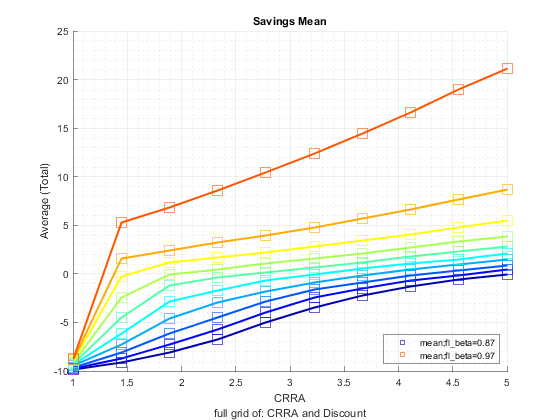 Savings Mean
25
20
15
10
5
0
-5
-10
Average (Total)
1 1.5 2 2.5 3 3.5 4 4.5 5
mean;fl_beta=0.87
mean;fl_beta=0.97
CRRA
full grid of: CRRA and Discount